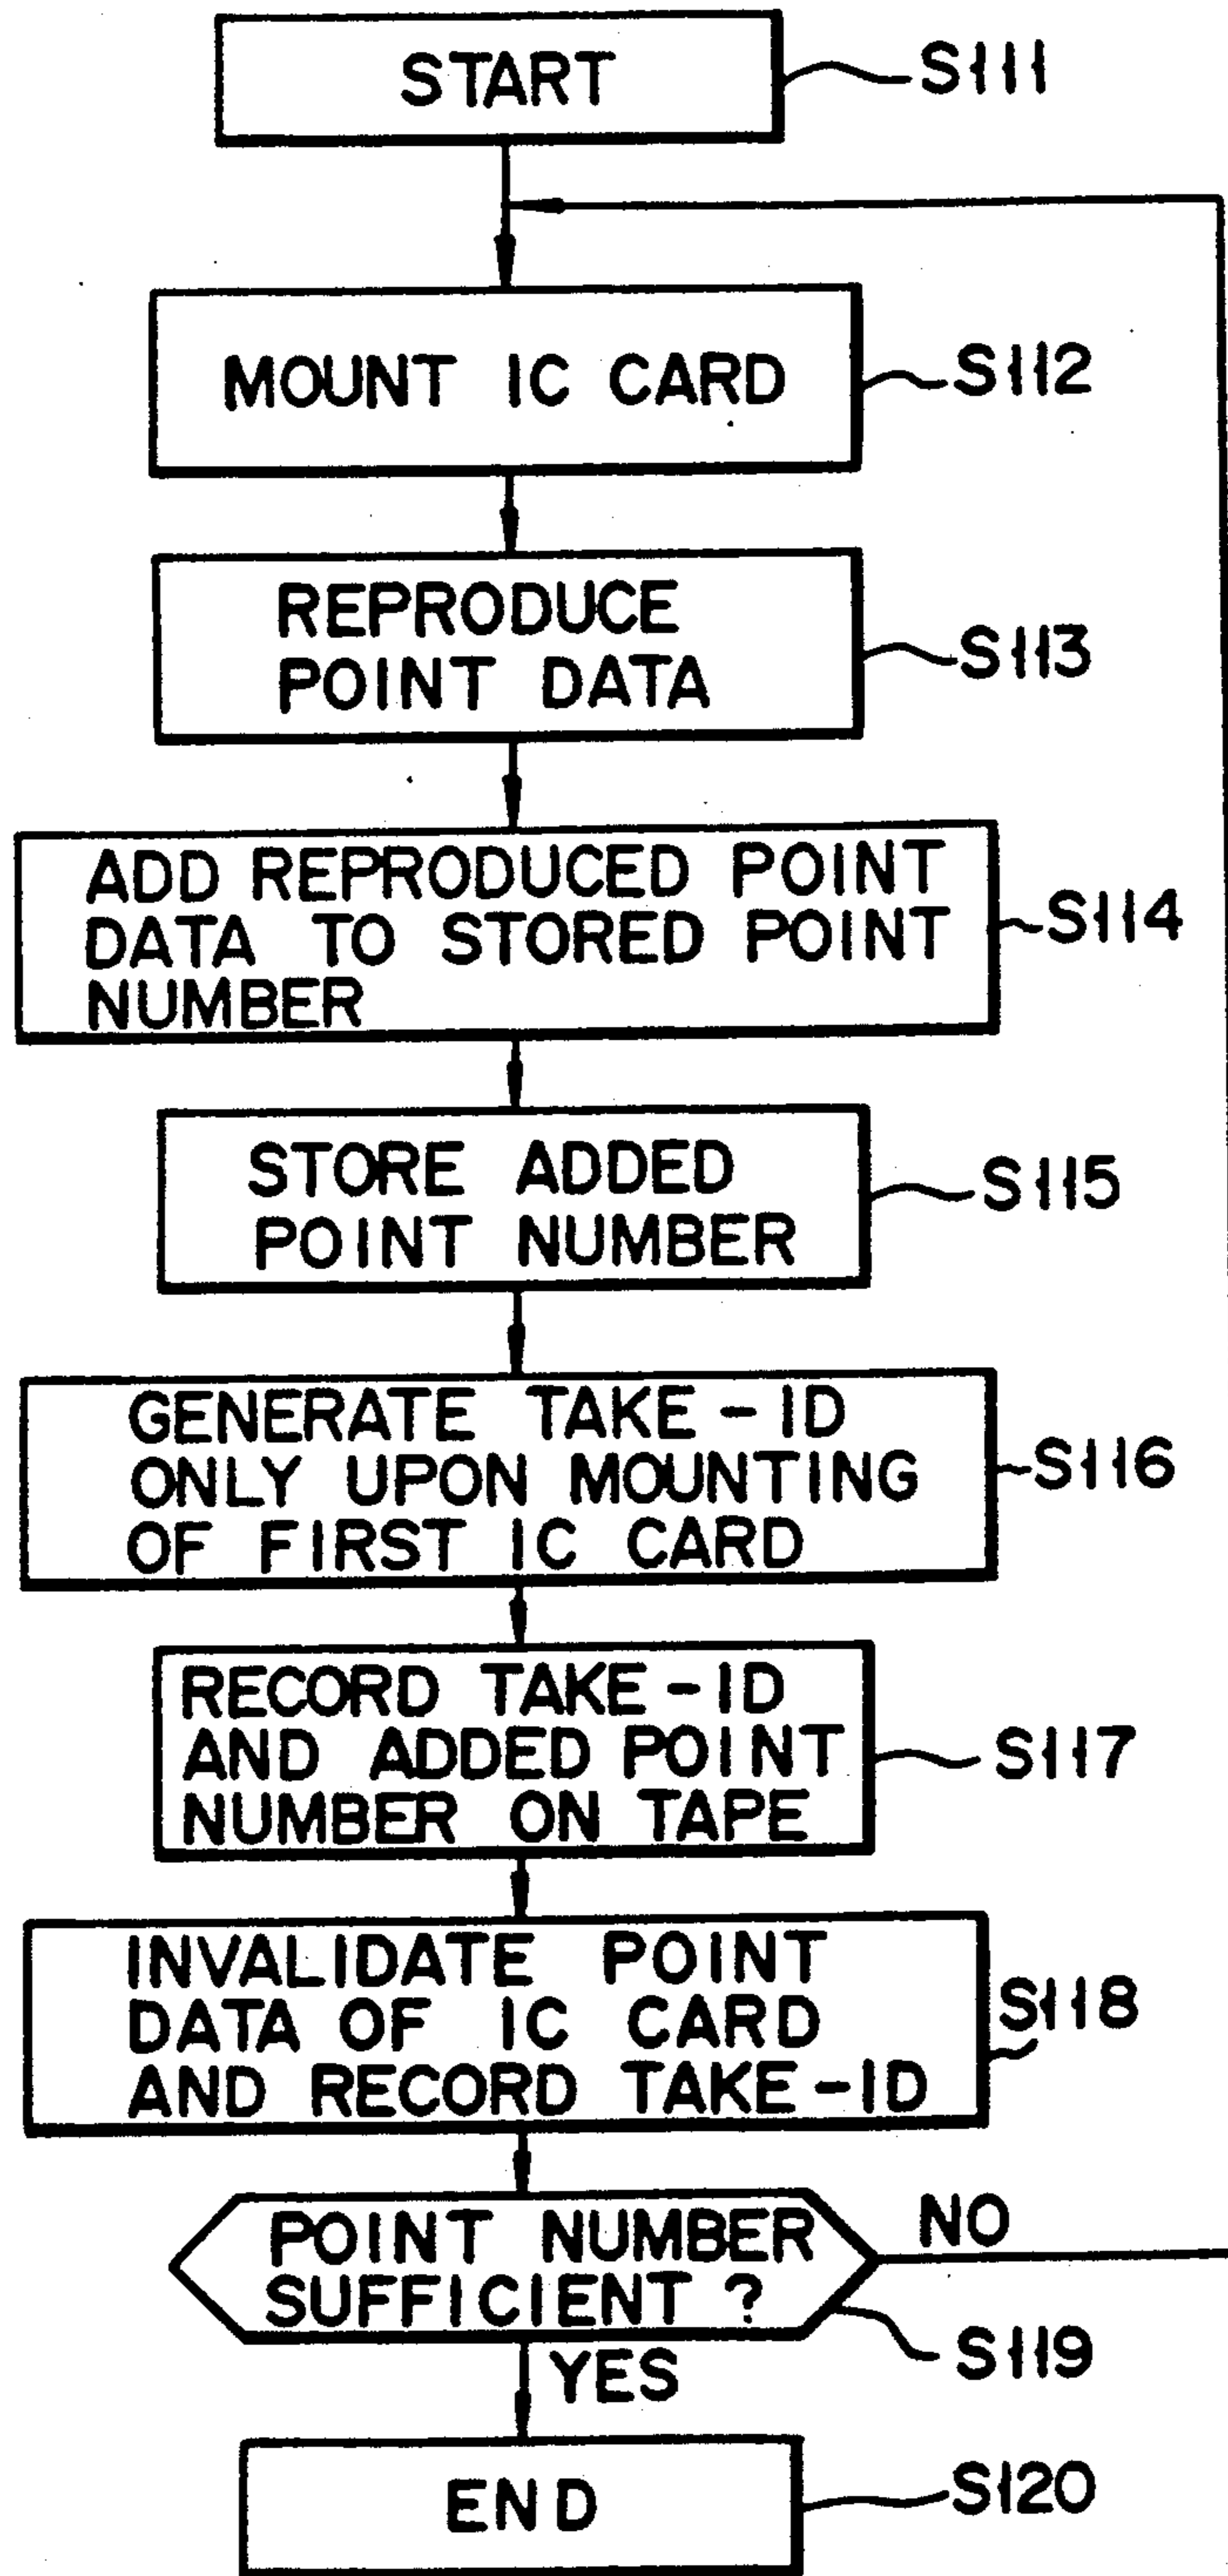 START
S111
MOUNT IC CARD
S112
REPRODUCE
POINT DATA
S113
ADD REPRODUCED POINT
DATA TO STORED POINT
NUMBER
S114
STORE ADDED
POINT NUMBER
S115
GENERATE TAKE-ID
ONLY UPON MOUNTING
OF FIRST IC CARD
S116
RECORD TAKE-ID
AND ADDED POINT
NUMBER ON TAPE
S117
INVALIDATE POINT
DATA OF IC CARD
AND RECORD TAKE-ID
S118
POINT NUMBER
SUFFICIENT ?
NO
S119
YES
END
S120